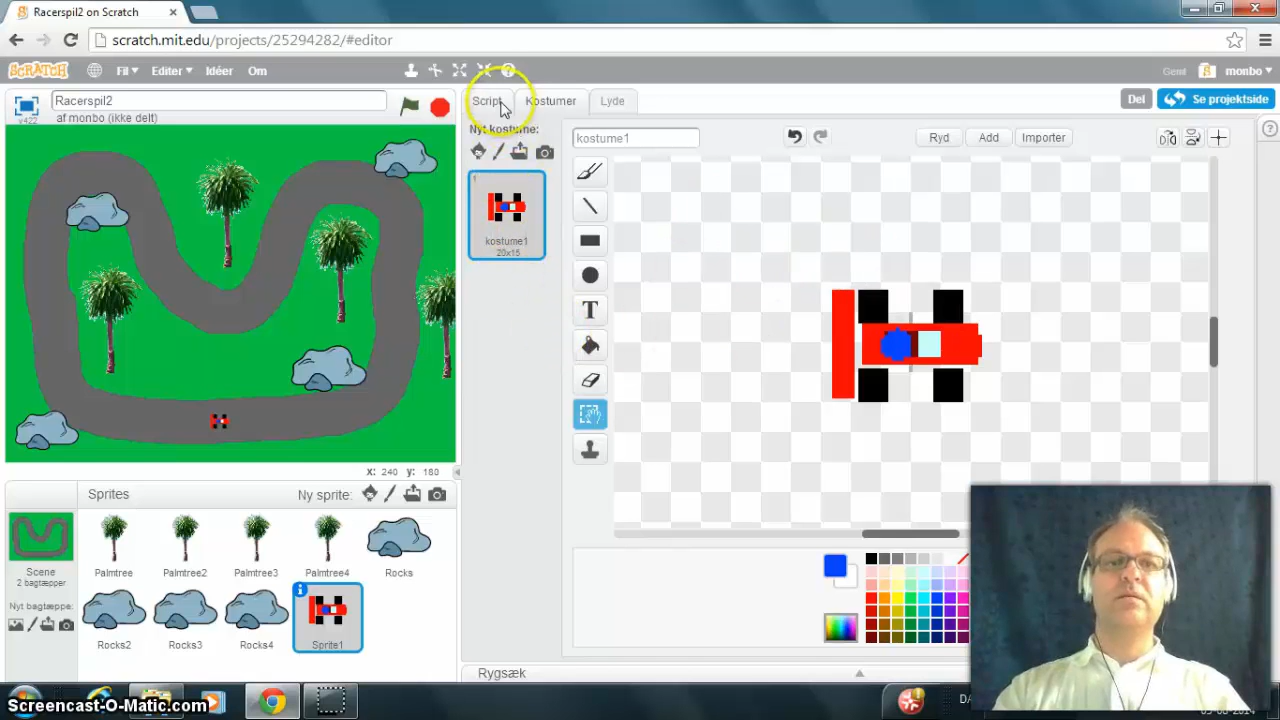 Racerspil2 on Scratch
scratch.mit.edu/projects/25294282/#editor
SCRATCH
Fil
Editer
Idéer
Om
Gemt
monbo
Racerspil2
af monbo (ikke delt)
v422
Script
Kostumer
Lyde
Del
Se projektside
Nyt kostume:
kostume1
Ryd
Add
Importer
1
kostume1
20x15
T
x: 240 y: 180
Sprites
Ny sprite:
Scene
2 bagtæpper
Nyt bagtæppe:
Palmtree
Palmtree2
Palmtree3
Palmtree4
Rocks
Rocks2
Rocks3
Rocks4
Sprite1
Rygsæk
DA
Screencast-O-Matic.com